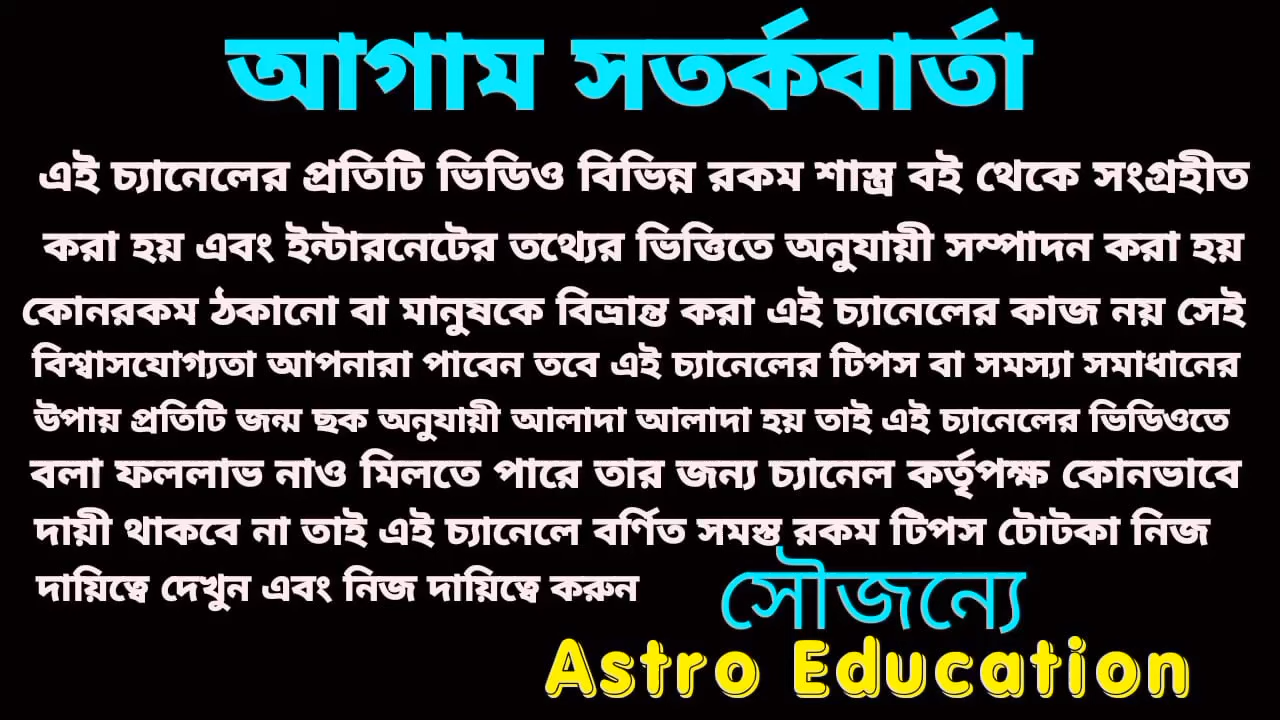 আগাম সতর্কবার্তা
এই চ্যানেলের প্রতিটি ভিডিও বিভিন্ন রকম শাস্ত্র বই থেকে সংগ্রহীত
করা হয় এবং ইন্টারনেটের তথ্যের ভিত্তিতে অনুযায়ী সম্পাদন করা হয়
কোনরকম ঠকানো বা মানুষকে বিভ্রান্ত করা এই চ্যানেলের কাজ নয় সেই
বিশ্বাসযোগ্যতা আপনারা পাবেন তবে এই চ্যানেলের টিপস বা সমস্যা সমাধানের
উপায় প্রতিটি জন্ম ছক অনুযায়ী আলাদা আলাদা হয় তাই এই চ্যানেলের ভিডিওতে
বলা ফললাভ নাও মিলতে পারে তার জন্য চ্যানেল কর্তৃপক্ষ কোনভাবে
দায়ী থাকবে না তাই এই চ্যানেলে বর্ণিত সমস্ত রকম টিপস টোটকা নিজ
দায়িত্বে দেখুন এবং নিজ দায়িত্বে করুন
সৌজন্যে
Astro Education